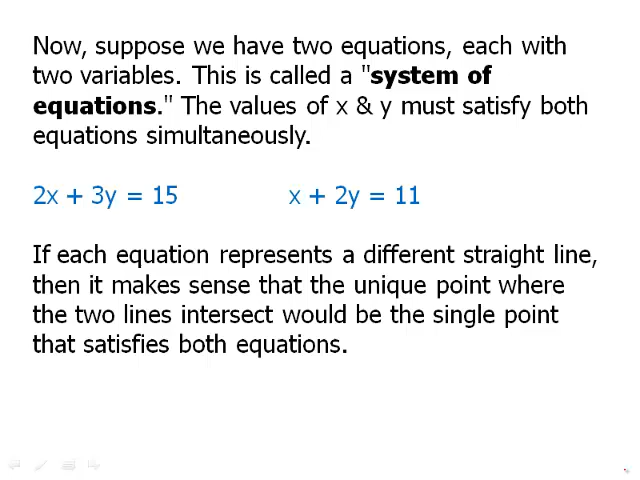 Now, suppose we have two equations, each with
two variables. This is called a "system of
equations." The values of x & y must satisfy both
equations simultaneously.
2x + 3y = 15 x + 2y = 11
If each equation represents a different straight line,
then it makes sense that the unique point where
the two lines intersect would be the single point
that satisfies both equations.